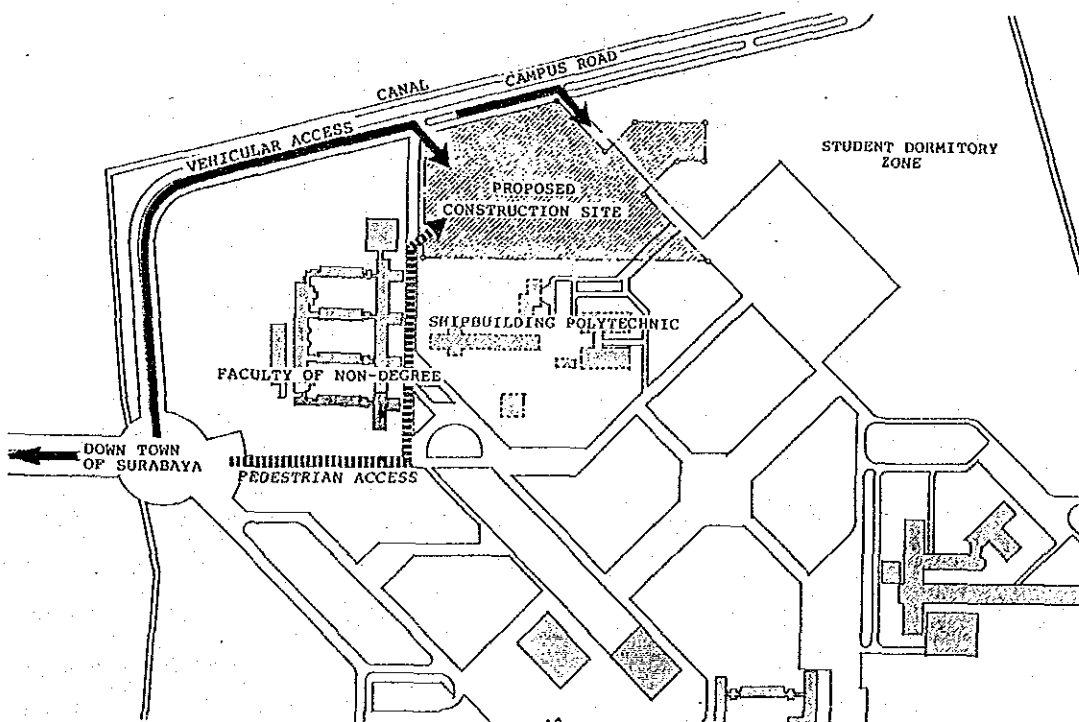 CANAL
CAMPUS ROAD
VEHICULAR ACCESS
STUDENT DORMITORY
ZONE
PROPOSED
CONSTRUCTION SITE
SHIPBUILDING POLYTECHNIC
FACULTY OF NON-DEGREE
DOWN TOWN
OF SURABAYA
PEDESTRIAN ACCESS